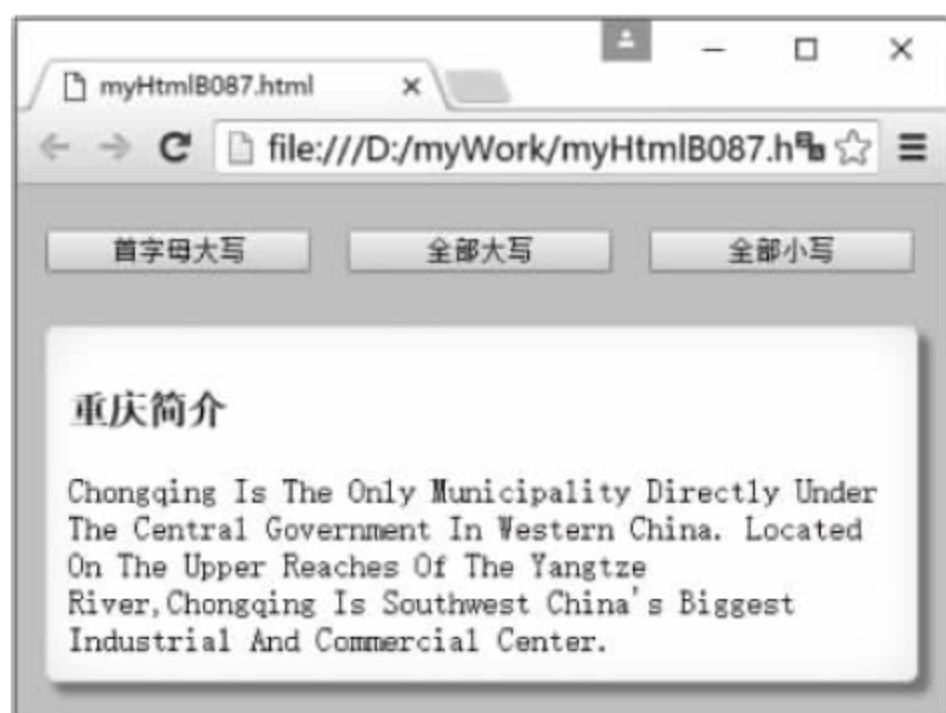 myHtmlB087.html
file:///D:/myWork/myHtmlB087.h
首字母大写 全部大写 全部小写
重庆简介
Chongqing Is The Only Municipality Directly Under
The Central Government In Western China. Located
On The Upper Reaches Of The Yangtze
River,Chongqing Is Southwest China's Biggest
Industrial And Commercial Center.